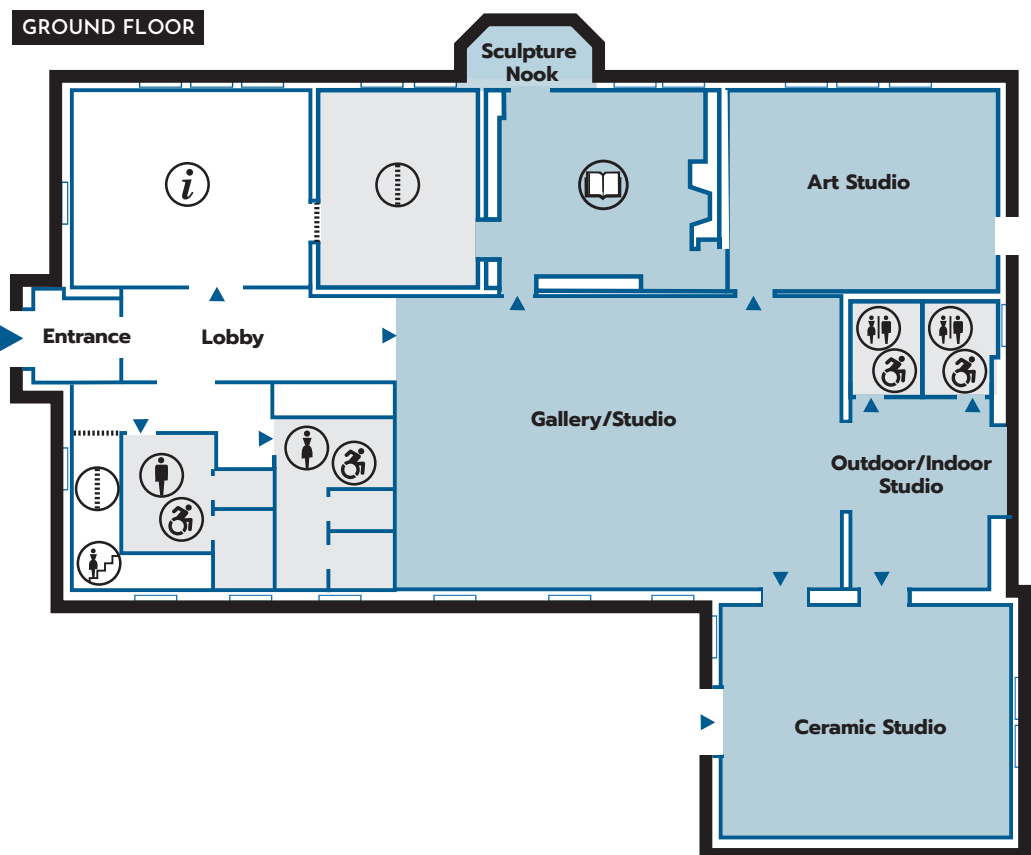 GROUND FLOOR
Sculpture
Nook
i
Art Studio
Entrance
Lobby
Gallery/Studio
Outdoor/Indoor
Studio
Ceramic Studio